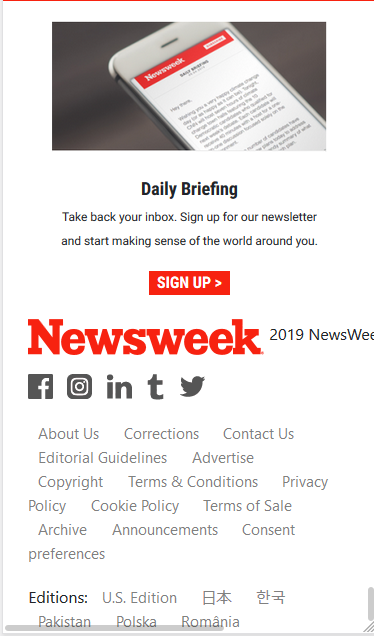 Newsweek
DAILY BRIEFING
Hey there,
Daily Briefing
Take back your inbox. Sign up for our newsletter
and start making sense of the world around you.
SIGN UP >
Newsweek 2019 NewsWee
About Us Corrections Contact Us
Editorial Guidelines Advertise
Copyright Terms & Conditions Privacy
Policy Cookie Policy Terms of Sale
Archive Announcements Consent
preferences
Editions: U.S. Edition 日本 한국
Pakistan Polska România